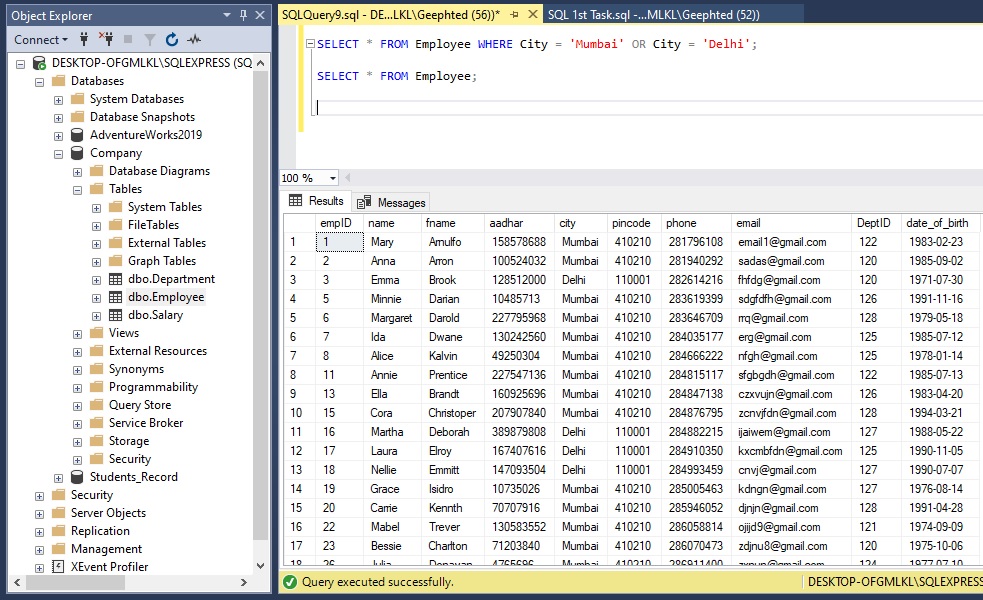 Object Explorer
Connect
DESKTOP-OFGMLKL\SQLEXPRESS (SQ
Databases
System Databases
Database Snapshots
AdventureWorks2019
Company
Database Diagrams
Tables
System Tables
FileTables
External Tables
Graph Tables
dbo.Department
dbo.Employee
dbo.Salary
Views
External Resources
Synonyms
Programmability
Query Store
Service Broker
Storage
Security
Students_Record
Security
Server Objects
Replication
Management
XEvent Profiler
SQLQuery9.sql - DE...LKL\Geephted (56))* SQL 1st Task.sql -...MLKL\Geephted (52))
SELECT * FROM Employee WHERE City = 'Mumbai' OR City = 'Delhi';
SELECT * FROM Employee;
100 %
Results Messages
empID name fname aadhar city pincode phone email DeptID date_of_birth
1 1 Mary Arnulfo 158578688 Mumbai 410210 281796108 email1@gmail.com 122 1983-02-23
2 2 Anna Arron 100524032 Mumbai 410210 281940292 sadas@gmail.com 120 1985-09-02
3 3 Emma Brook 128512000 Delhi 110001 282614216 fhfdg@gmail.com 120 1971-07-30
4 5 Minnie Darian 10485713 Mumbai 410210 283619399 sdgfdfh@gmail.com 126 1991-11-16
5 6 Margaret Darold 227795968 Mumbai 410210 283646709 rrq@gmail.com 128 1979-05-18
6 7 Ida Dwane 130242560 Mumbai 410210 284035177 erg@gmail.com 125 1985-07-12
7 8 Alice Kalvin 49250304 Mumbai 410210 284666222 nfgh@gmail.com 125 1978-01-14
8 11 Annie Prentice 227547136 Mumbai 410210 284815117 sfgbgdh@gmail.com 122 1985-07-13
9 13 Ella Brandt 160925696 Mumbai 410210 284847138 czxvujn@gmail.com 126 1983-04-20
10 15 Cora Christoper 207907840 Mumbai 410210 284876795 zcnvjfdn@gmail.com 128 1994-03-21
11 16 Martha Deborah 389879808 Delhi 110001 284882215 ijaiwem@gmail.com 127 1988-05-22
12 17 Laura Elroy 167407616 Delhi 110001 284910350 kxcmbfdn@gmail.com 125 1990-11-05
13 18 Nellie Emmitt 147093504 Delhi 110001 284993459 cnvj@gmail.com 127 1990-07-07
14 19 Grace Isidro 10735026 Mumbai 410210 285005463 kdngn@gmail.com 127 1976-08-14
15 20 Carrie Kennth 70707916 Mumbai 410210 285946052 djnjn@gmail.com 128 1991-04-28
16 22 Mabel Trever 130583552 Mumbai 410210 286058814 ojijd9@gmail.com 121 1974-09-09
17 23 Bessie Charlton 71203840 Mumbai 410210 286070473 zdjnu8@gmail.com 120 1975-10-06
Query executed successfully. DESKTOP-OFGMLKL\SQLEXPRESS